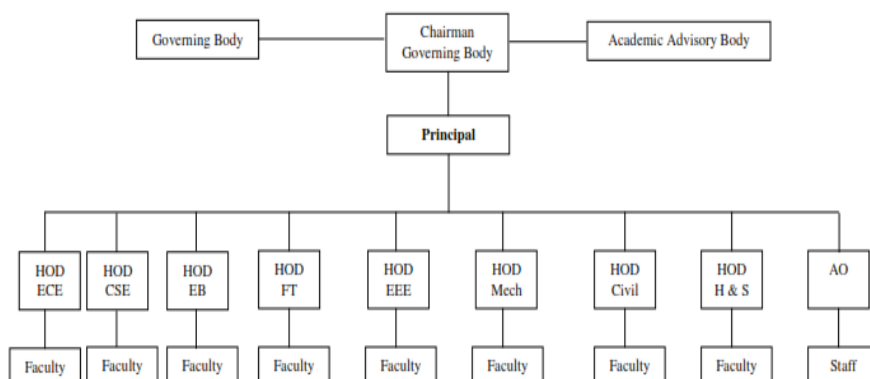 Governing Body
Chairman
Governing Body
Academic Advisory Body
Principal
HOD
ECE
HOD
CSE
HOD
EB
HOD
FT
HOD
EEE
HOD
Mech
HOD
Civil
HOD
H & S
AO
Faculty
Faculty
Faculty
Faculty
Faculty
Faculty
Faculty
Faculty
Staff